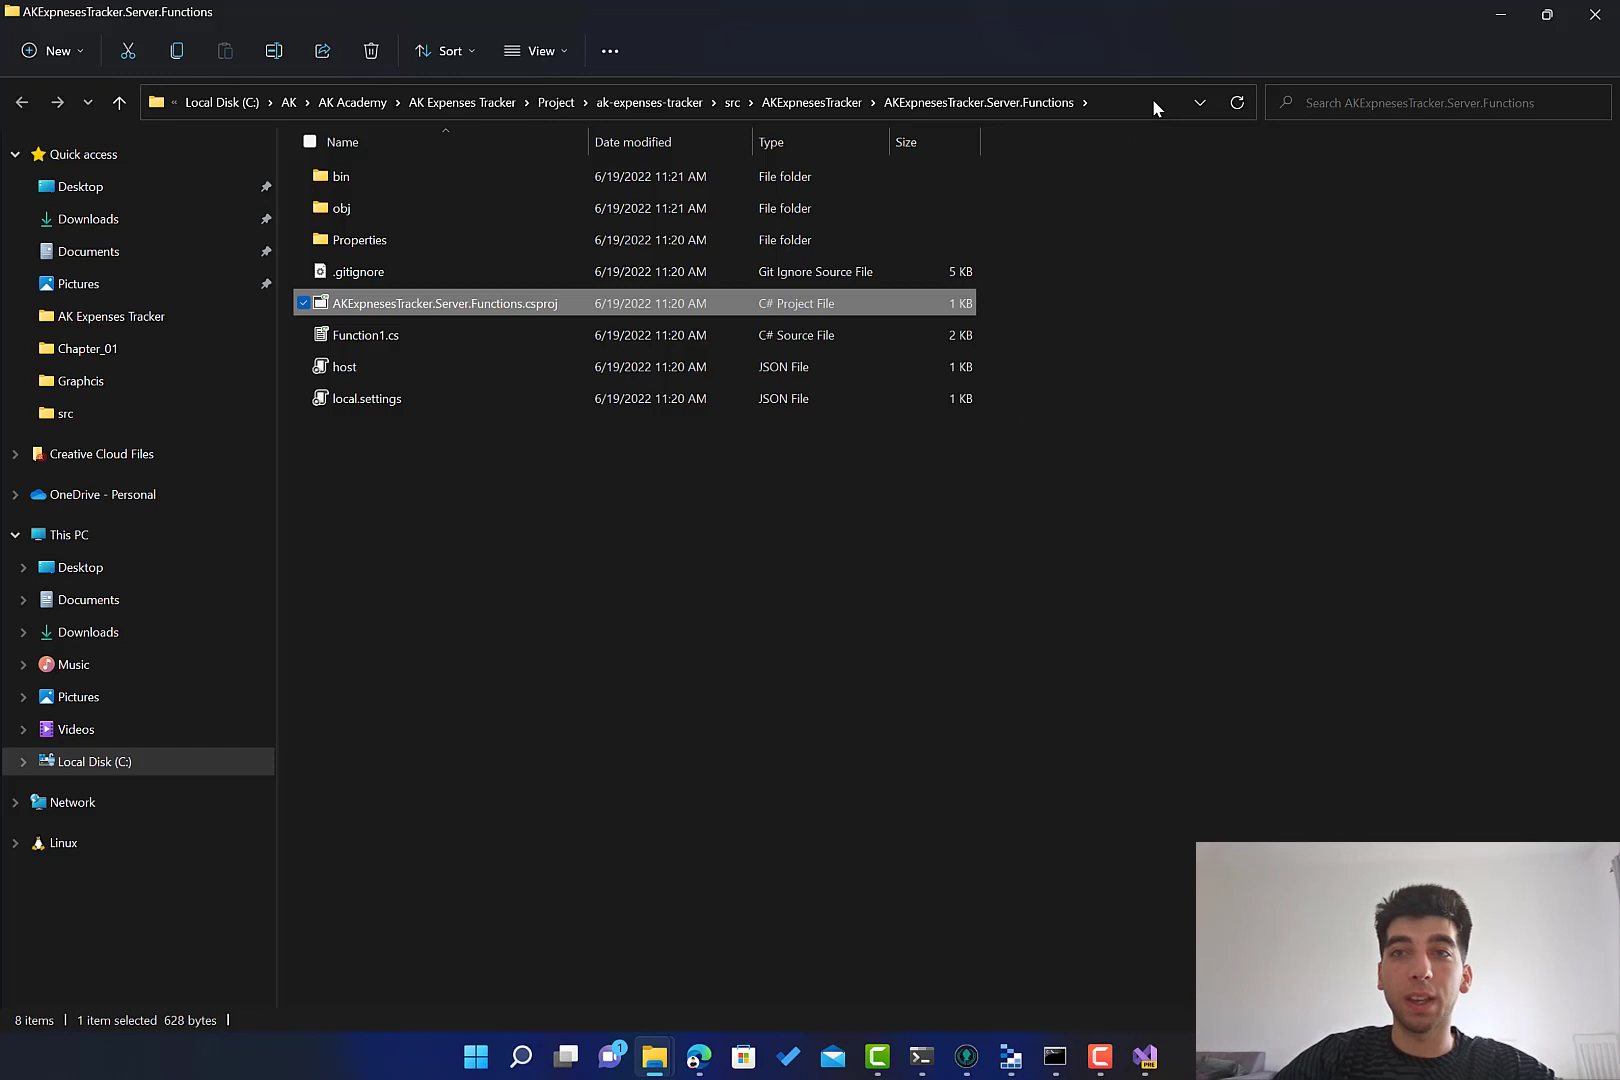 AKExpnesesTracker.Server.Functions
New
Sort
View
« Local Disk (C:) › AK › AK Academy › AK Expenses Tracker › Project › ak-expenses-tracker › src › AKExpnesesTracker › AKExpnesesTracker.Server.Functions ›
Search AKExpnesesTracker.Server.Functions
Name Date modified Type Size
bin 6/19/2022 11:21 AM File folder
obj 6/19/2022 11:21 AM File folder
Properties 6/19/2022 11:20 AM File folder
.gitignore 6/19/2022 11:20 AM Git Ignore Source File 5 KB
AKExpnesesTracker.Server.Functions.csproj 6/19/2022 11:20 AM C# Project File 1 KB
Function1.cs 6/19/2022 11:20 AM C# Source File 2 KB
host 6/19/2022 11:20 AM JSON File 1 KB
local.settings 6/19/2022 11:20 AM JSON File 1 KB
Quick access
Desktop
Downloads
Documents
Pictures
AK Expenses Tracker
Chapter_01
Graphcis
src
Creative Cloud Files
OneDrive - Personal
This PC
Desktop
Documents
Downloads
Music
Pictures
Videos
Local Disk (C:)
Network
Linux
8 items 1 item selected 628 bytes
1
PRE